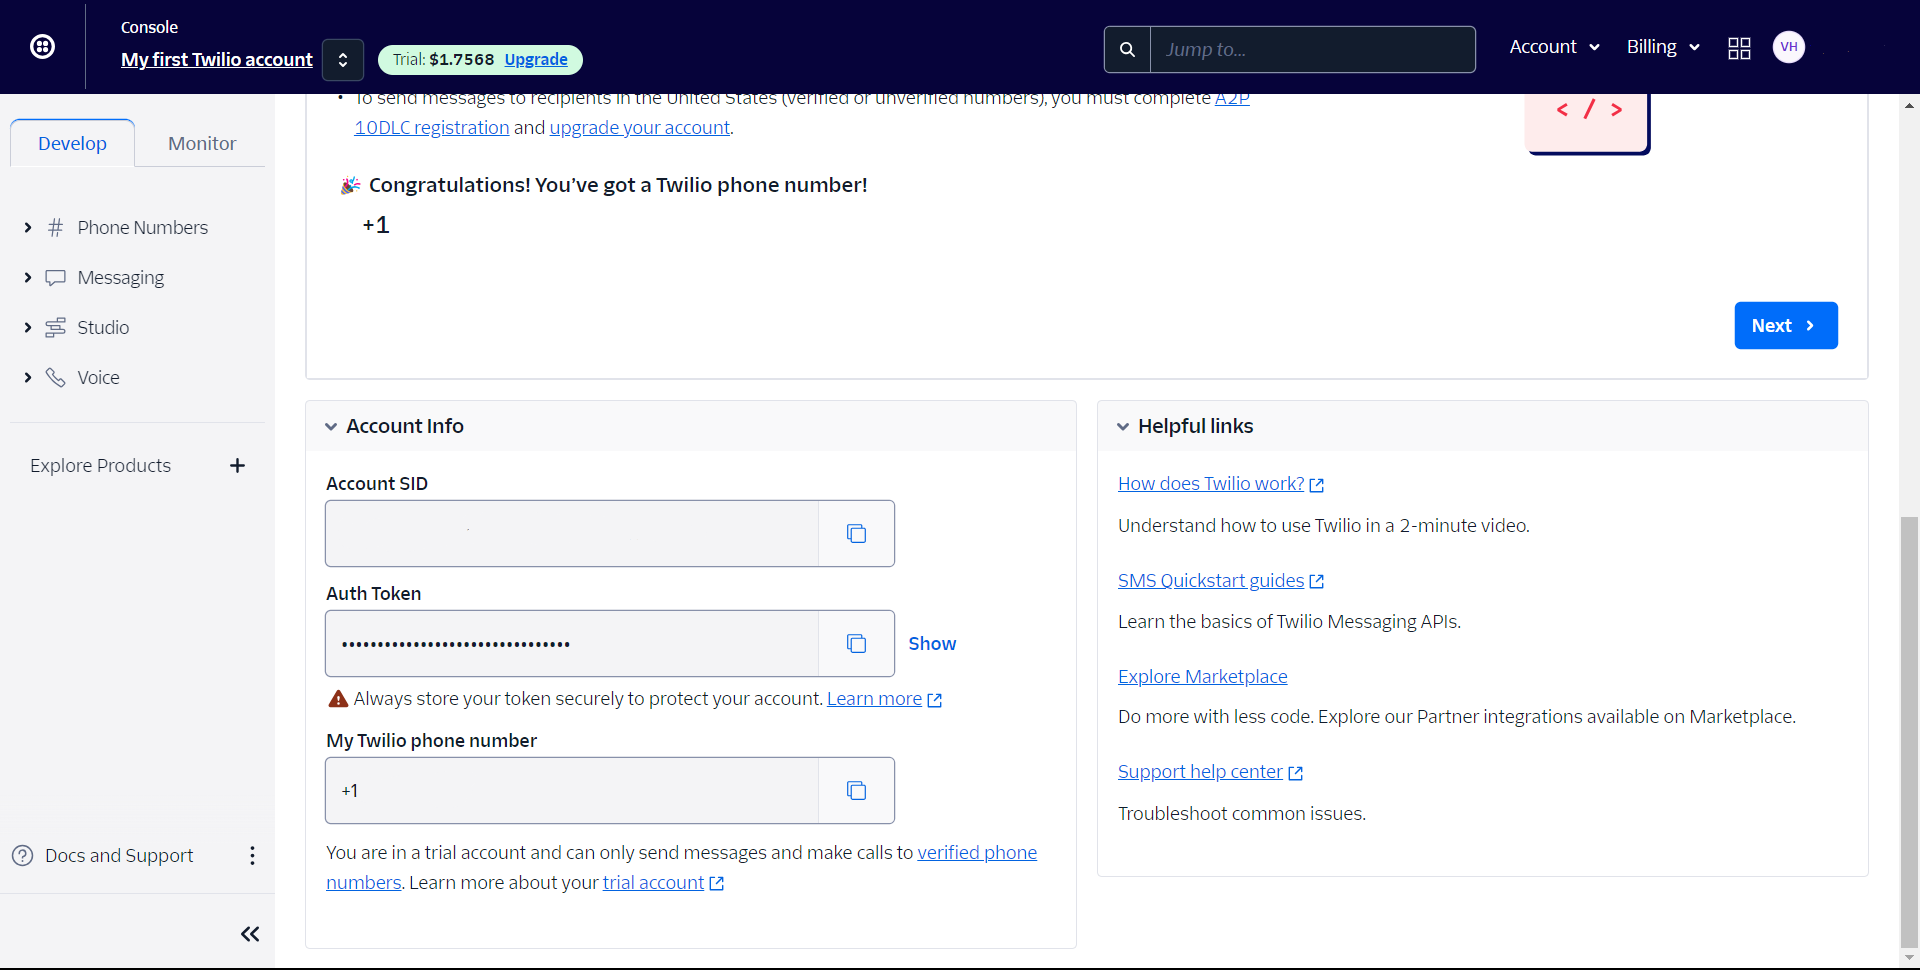 Console
My first Twilio account
Trial: $1.7568 Upgrade
Jump to...
Account
Billing
VH
Develop
Monitor
Phone Numbers
Messaging
Studio
Voice
Explore Products
Docs and Support
• To send messages to recipients in the United States (verified or unverified numbers), you must complete A2P
10DLC registration and upgrade your account.
</>
🎉 Congratulations! You’ve got a Twilio phone number!
+1
Next
Account Info
Account SID
Auth Token
••••••••••••••••••••••••••••••••
Show
Always store your token securely to protect your account. Learn more
My Twilio phone number
+1
You are in a trial account and can only send messages and make calls to verified phone
numbers. Learn more about your trial account
Helpful links
How does Twilio work?
Understand how to use Twilio in a 2-minute video.
SMS Quickstart guides
Learn the basics of Twilio Messaging APIs.
Explore Marketplace
Do more with less code. Explore our Partner integrations available on Marketplace.
Support help center
Troubleshoot common issues.